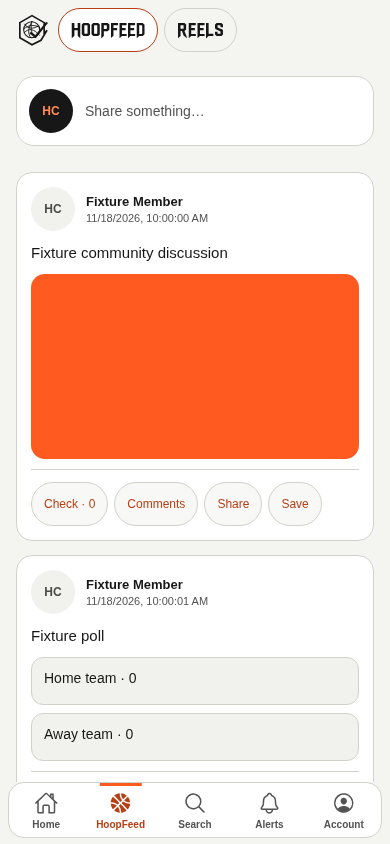 HOOPFEED
REELS
HC
Share something…
HC
Fixture Member
11/18/2026, 10:00:00 AM
Fixture community discussion
Check · 0
Comments
Share
Save
HC
Fixture Member
11/18/2026, 10:00:01 AM
Fixture poll
Home team · 0
Away team · 0
Home
HoopFeed
Search
Alerts
Account